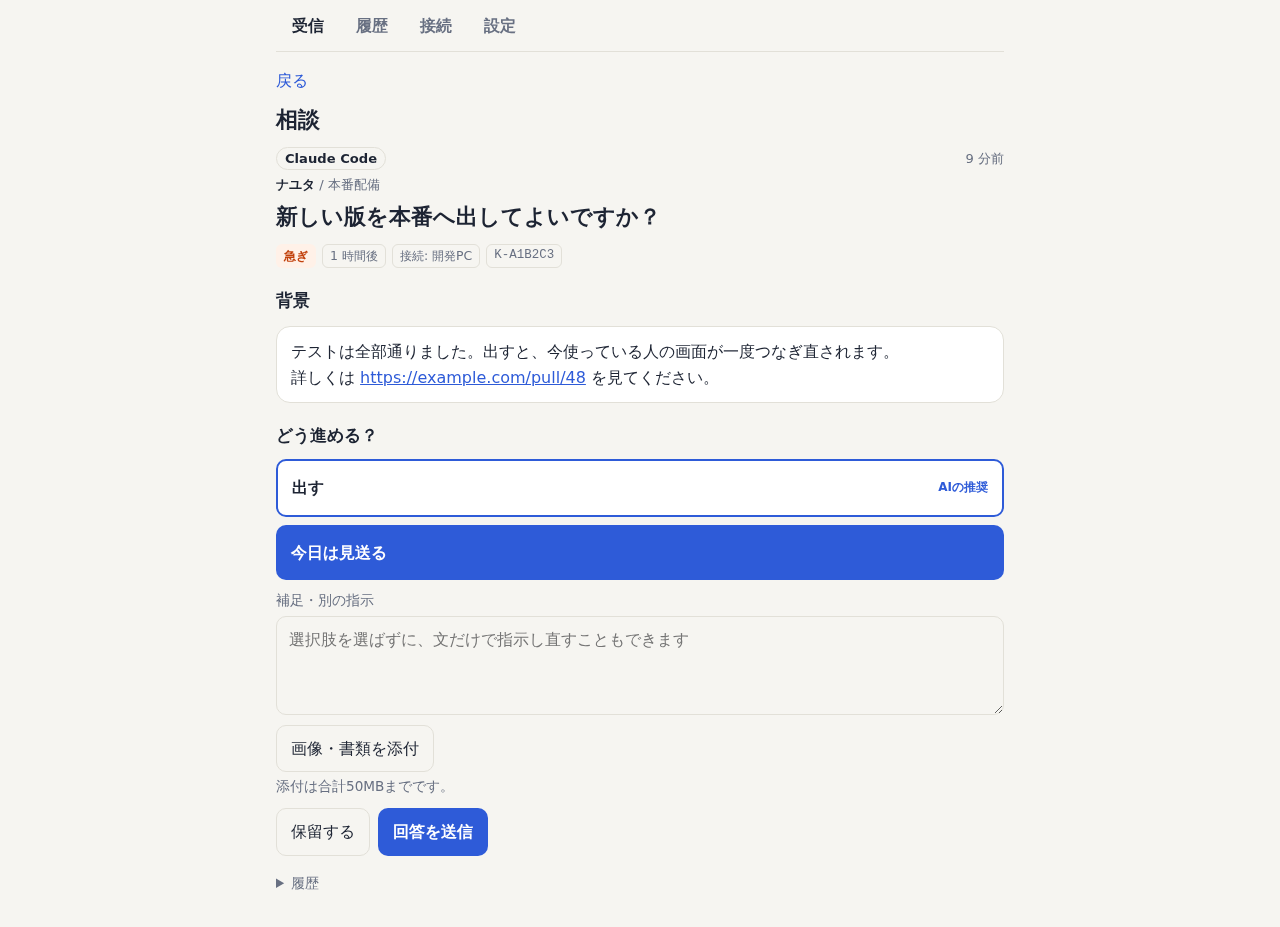 受信 履歴 接続 設定
戻る
相談
Claude Code 9 分前
ナユタ / 本番配備
新しい版を本番へ出してよいですか？
急ぎ 1 時間後 接続: 開発PC K-A1B2C3
背景
テストは全部通りました。出すと、今使っている人の画面が一度つなぎ直されます。
詳しくは https://example.com/pull/48 を見てください。
どう進める？
出す AIの推奨
今日は見送る
補足・別の指示
選択肢を選ばずに、文だけで指示し直すこともできます
画像・書類を添付
添付は合計50MBまでです。
保留する 回答を送信
履歴